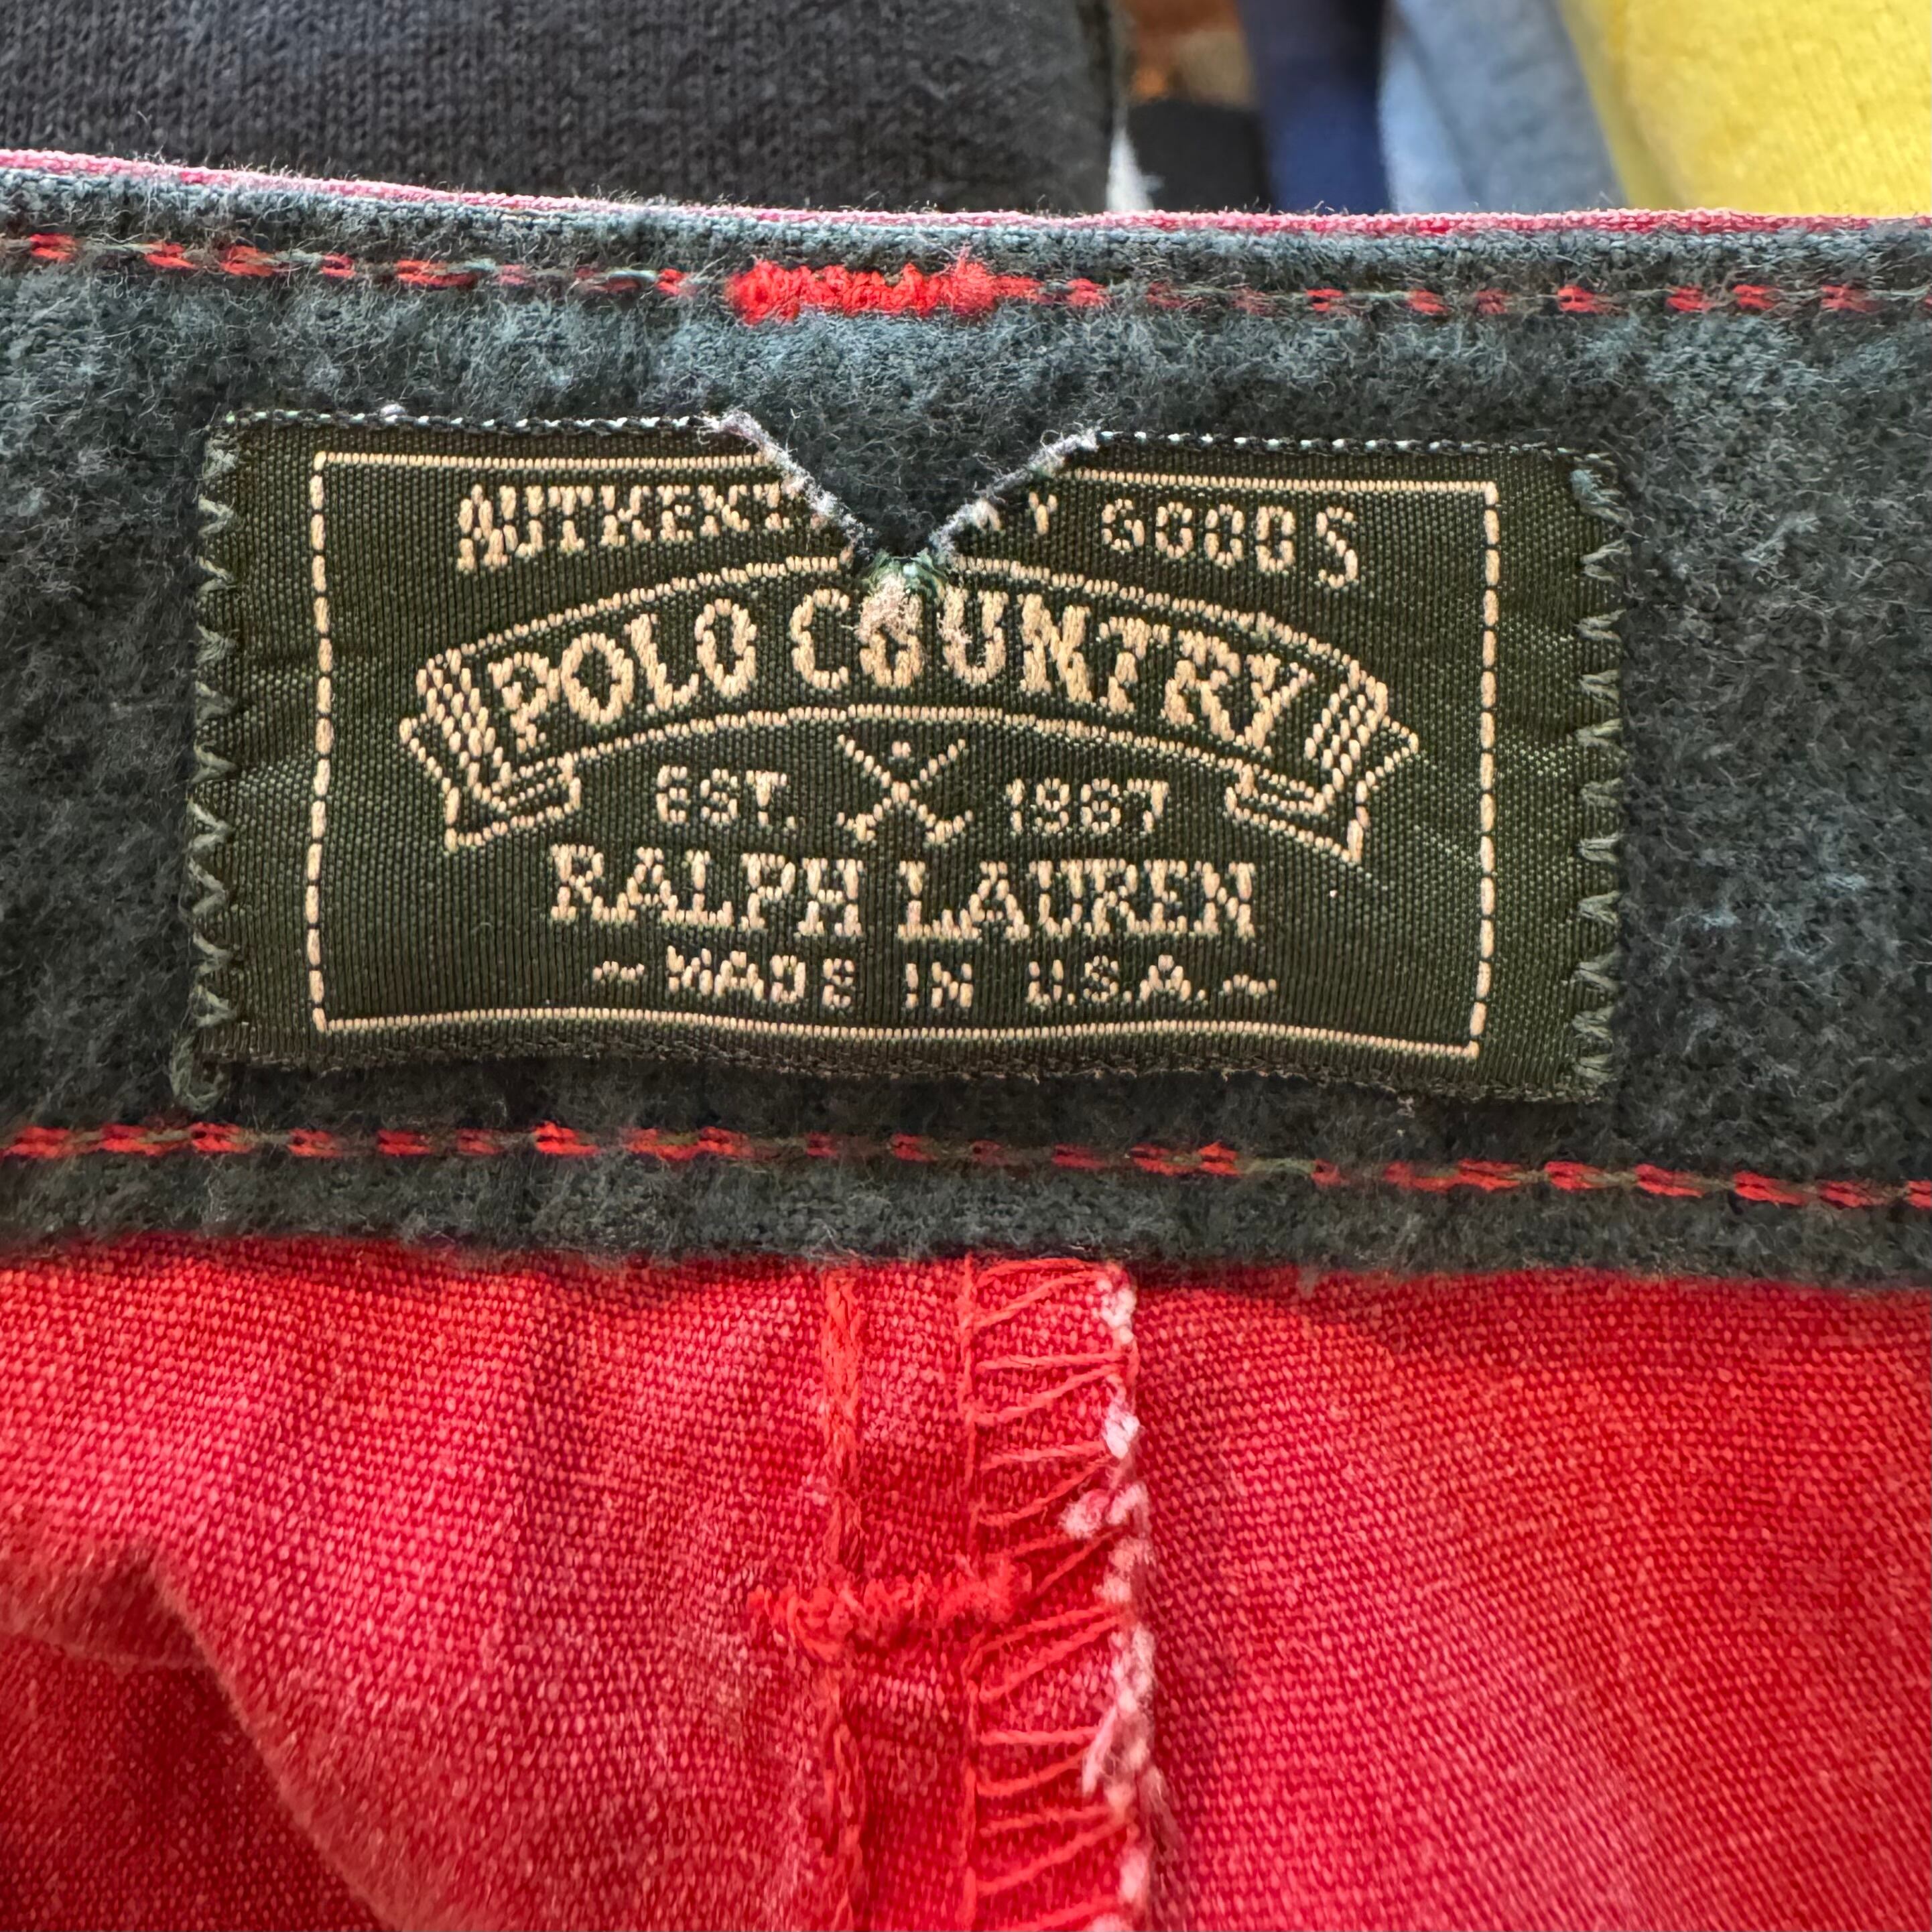 GOODS
POLO COUNTRY
EST. 1967
RALPH LAUREN
~MADE IN U.S.A.~